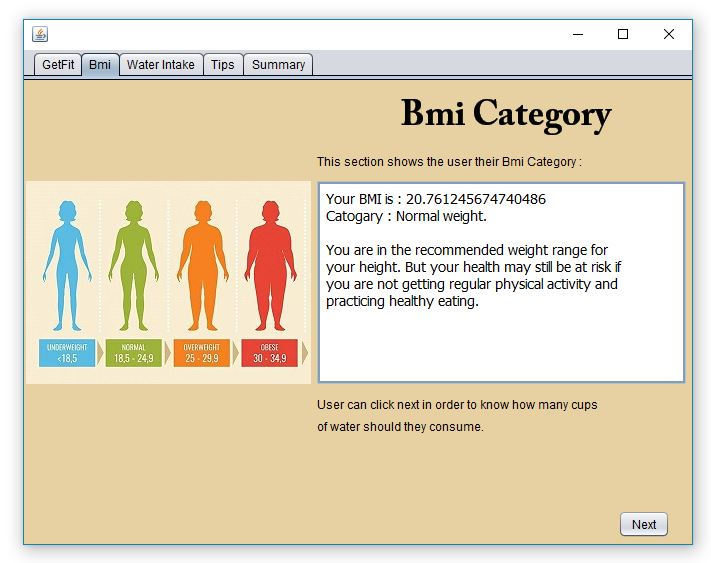 GetFit Bmi Water Intake Tips Summary
Bmi Category
This section shows the user their Bmi Category :
Your BMI is : 20.761245674740486
Catogary : Normal weight.
You are in the recommended weight range for
your height. But your health may still be at risk if
you are not getting regular physical activity and
practicing healthy eating.
UNDERWEIGHT
<18,5
NORMAL
18,5 - 24,9
OVERWEIGHT
25 - 29,9
OBESE
30 - 34,9
User can click next in order to know how many cups
of water should they consume.
Next